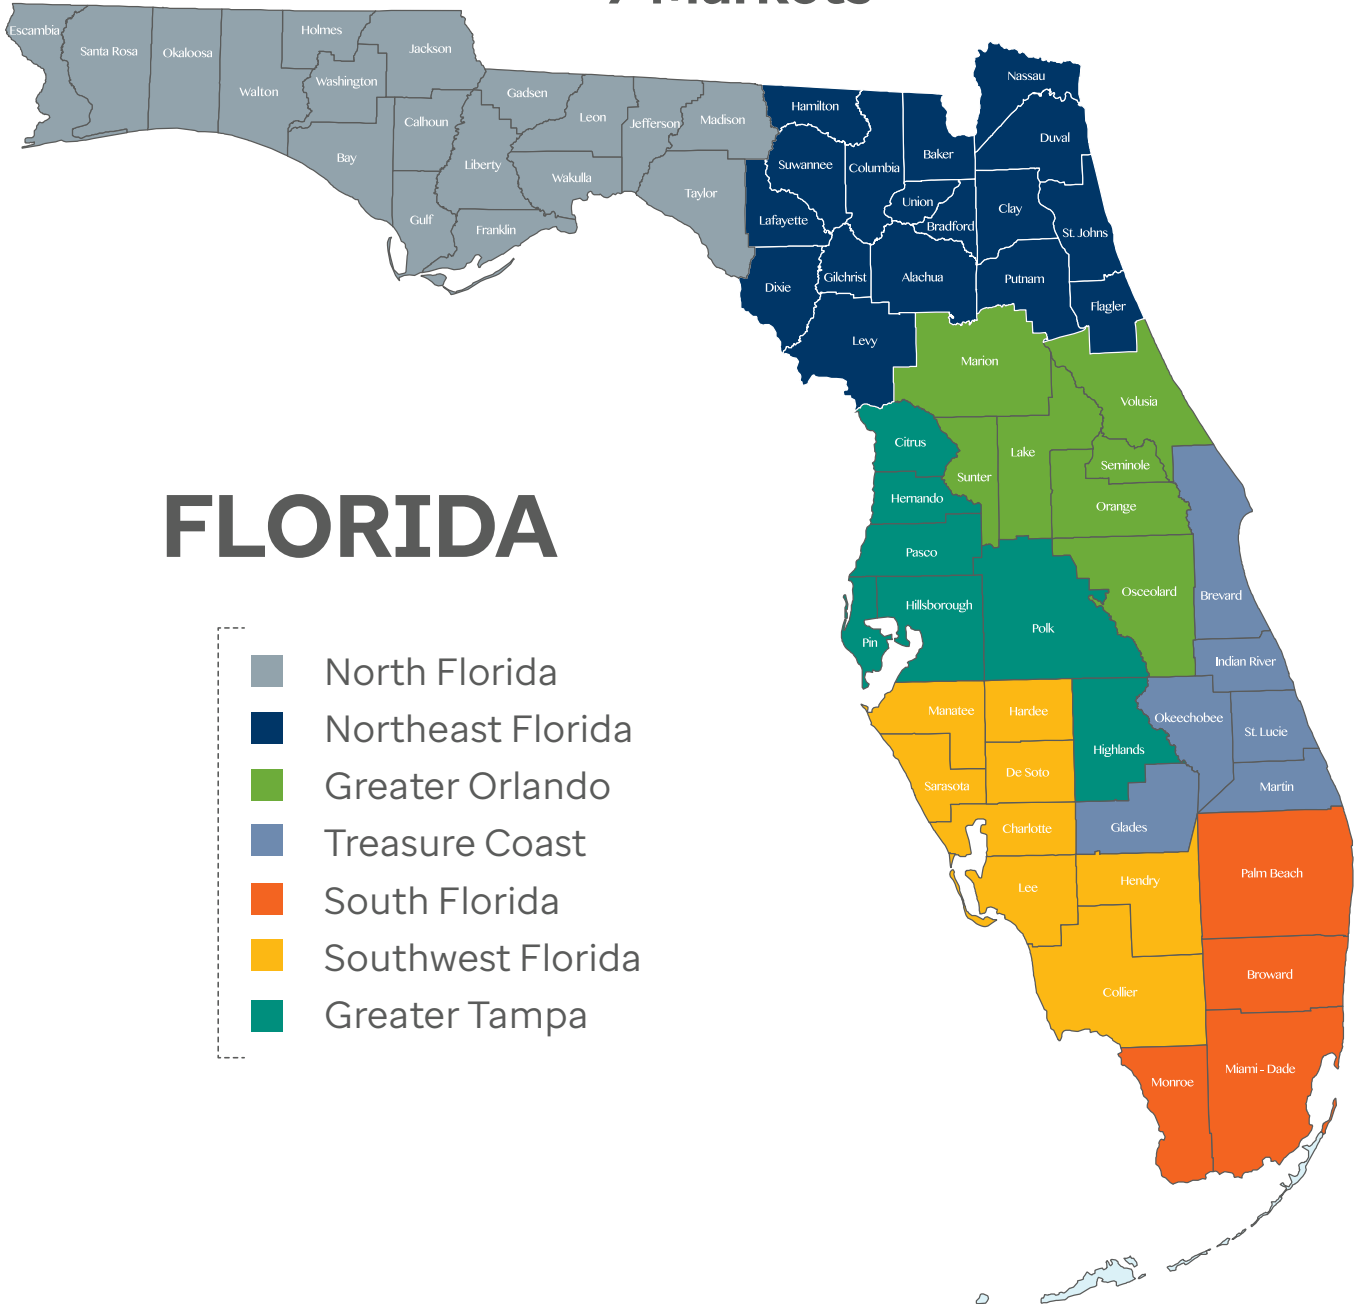 7 Markets
Escambia
Santa Rosa
Okaloosa
Walton
Holmes
Washington
Jackson
Bay
Calhoun
Gulf
Liberty
Gadsen
Franklin
Leon
Wakulla
Jefferson
Madison
Taylor
Hamilton
Suwannee
Lafayette
Columbia
Baker
Nassau
Duval
Union
Bradford
Clay
St. Johns
Dixie
Gilchrist
Alachua
Putnam
Flagler
Levy
Marion
Volusia
Citrus
Sunter
Lake
Seminole
Orange
Hernando
Pasco
Osceolard
Brevard
Pin
Hillsborough
Polk
Indian River
Manatee
Hardee
Highlands
Okeechobee
St. Lucie
Sarasota
De Soto
Martin
Charlotte
Glades
Lee
Hendry
Palm Beach
Collier
Broward
Monroe
Miami - Dade
FLORIDA
North Florida
Northeast Florida
Greater Orlando
Treasure Coast
South Florida
Southwest Florida
Greater Tampa